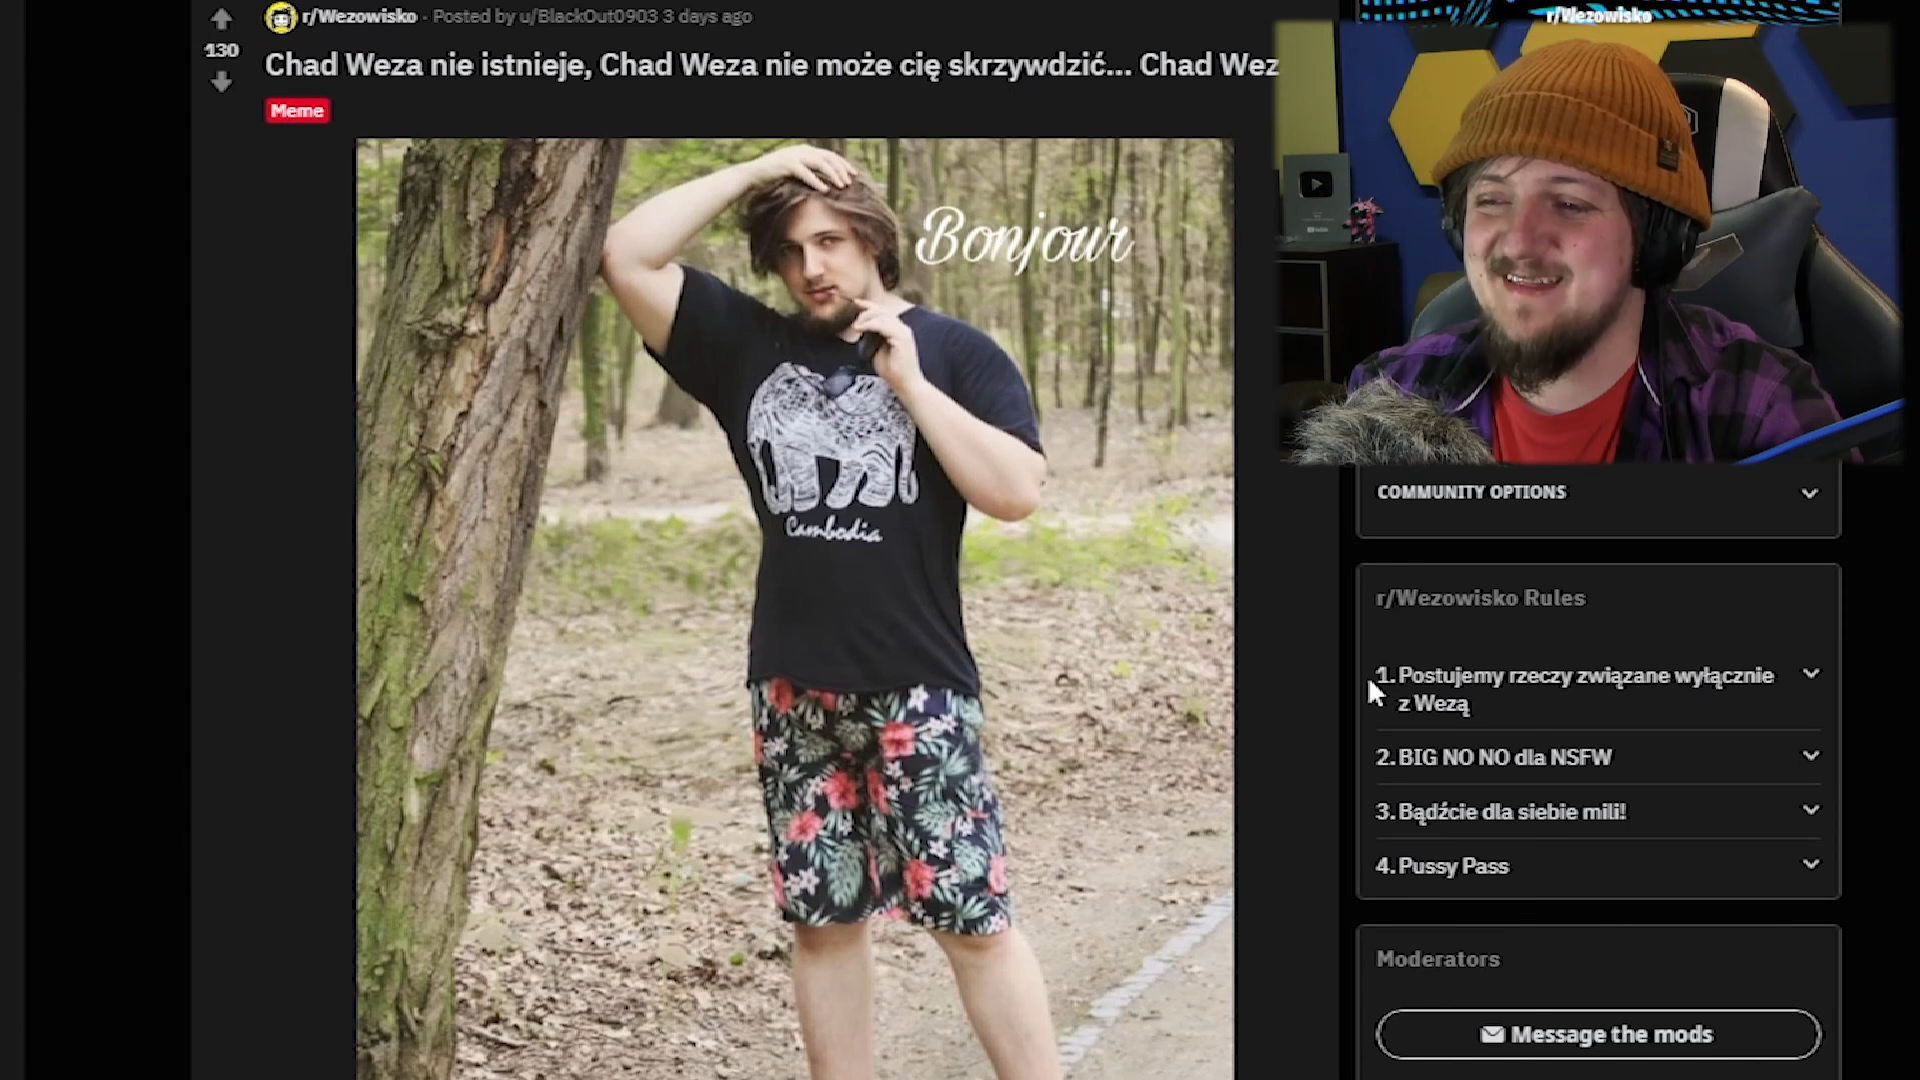 r/Wezowisko · Posted by u/BlackOut0903 3 days ago
130
Chad Weza nie istnieje, Chad Weza nie może cię skrzywdzić... Chad Wez
Meme
Bonjour
Cambodia
r/Wezowisko
COMMUNITY OPTIONS
r/Wezowisko Rules
1. Postujemy rzeczy związane wyłącznie
z Wezą
2. BIG NO NO dla NSFW
3. Bądźcie dla siebie mili!
4. Pussy Pass
Moderators
Message the mods